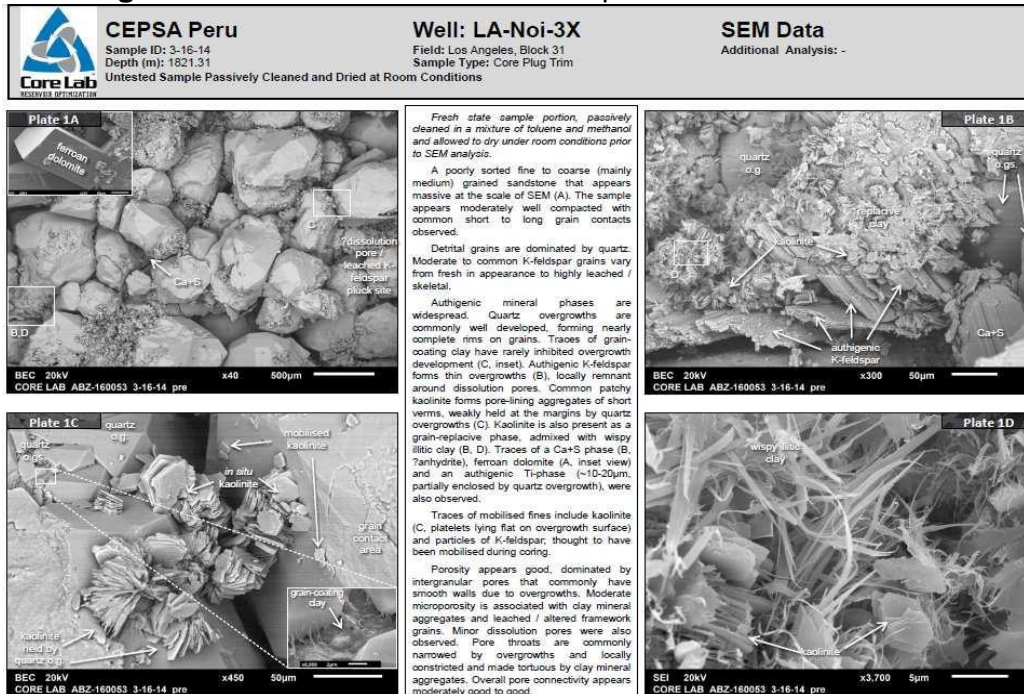 CEPSA Peru
Sample ID: 3-16-14
Depth (m): 1821.31
Untested Sample Passively Cleaned and Dried at Room Conditions
Well: LA-Noi-3X
Field: Los Angeles, Block 31
Sample Type: Core Plug Trim
SEM Data
Additional Analysis: -
Core Lab
RESERVOIR OPTIMIZATION
Plate 1A
ferroan
dolomite
C
?dissolution
pore /
leached K-
feldspar
pluck site
Ca+S
B,D
BEC 20kV x40 500µm
CORE LAB ABZ-160053 3-16-14 pre
Fresh state sample portion, passively
cleaned in a mixture of toluene and methanol
and allowed to dry under room conditions prior
to SEM analysis.
A poorly sorted fine to coarse (mainly
medium) grained sandstone that appears
massive at the scale of SEM (A). The sample
appears moderately well compacted with
common short to long grain contacts
observed.
Detrital grains are dominated by quartz.
Moderate to common K-feldspar grains vary
from fresh in appearance to highly leached /
skeletal.
Authigenic mineral phases are
widespread. Quartz overgrowths are
commonly well developed, forming nearly
complete rims on grains. Traces of grain-
coating clay have rarely inhibited overgrowth
development (C, inset). Authigenic K-feldspar
forms thin overgrowths (B), locally remnant
around dissolution pores. Common patchy
kaolinite forms pore-lining aggregates of short
verms, weakly held at the margins by quartz
overgrowths (C). Kaolinite is also present as a
grain-replacive phase, admixed with wispy
illitic clay (B, D). Traces of a Ca+S phase (B,
?anhydrite), ferroan dolomite (A, inset view)
and an authigenic Ti-phase (~10-20µm,
partially enclosed by quartz overgrowth), were
also observed.
Traces of mobilised fines include kaolinite
(C, platelets lying flat on overgrowth surface)
and particles of K-feldspar, thought to have
been mobilised during coring.
Porosity appears good, dominated by
intergranular pores that commonly have
smooth walls due to overgrowths. Moderate
microporosity is associated with clay mineral
aggregates and leached / altered framework
grains. Minor dissolution pores were also
observed. Pore throats are commonly
narrowed by overgrowths and locally
constricted and made tortuous by clay mineral
aggregates. Overall pore connectivity appears
moderately good to good.
Plate 1B
quartz
o.g.
quartz
o.gs.
replacive
clay
kaolinite
D
Ca+S
authigenic
K-feldspar
BEC 20kV x300 50µm
CORE LAB ABZ-160053 3-16-14 pre
Plate 1C
quartz
o.g.
quartz
o.gs.
mobilised
kaolinite
in situ
kaolinite
grain
contact
area
grain-coating
clay
kaolinite
held by
quartz o.g.
BEC 20kV x450 50µm
CORE LAB ABZ-160053 3-16-14 pre
Plate 1D
wispy illitic
clay
kaolinite
SEI 20kV x3,700 5µm
CORE LAB ABZ-160053 3-16-14 pre